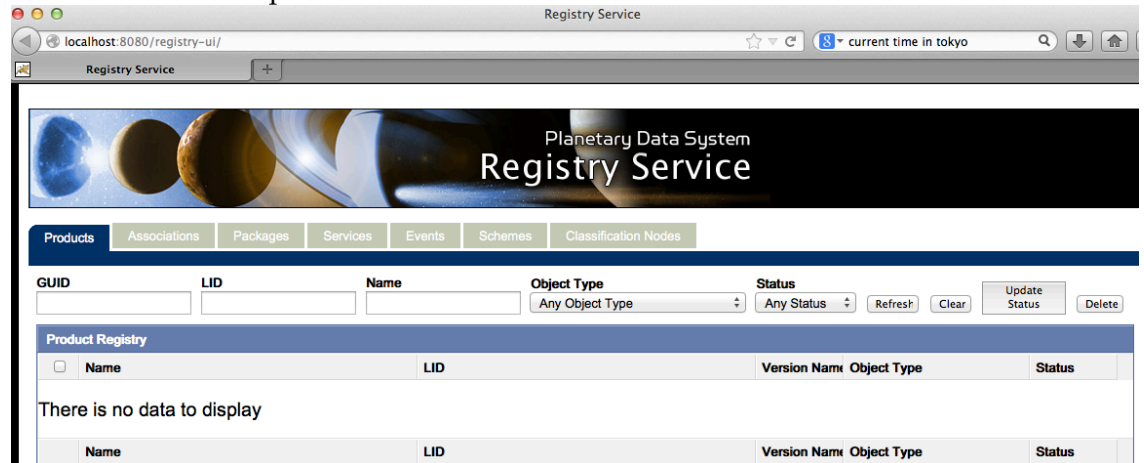 Registry Service
localhost:8080/registry-ui/
8 current time in tokyo
Registry Service +
Planetary Data System
Registry Service
Products Associations Packages Services Events Schemes Classification Nodes
GUID LID Name Object Type Status
Any Object Type Any Status Refresh Clear Update Status Delete
Product Registry
Name LID Version Name Object Type Status
There is no data to display
Name LID Version Name Object Type Status